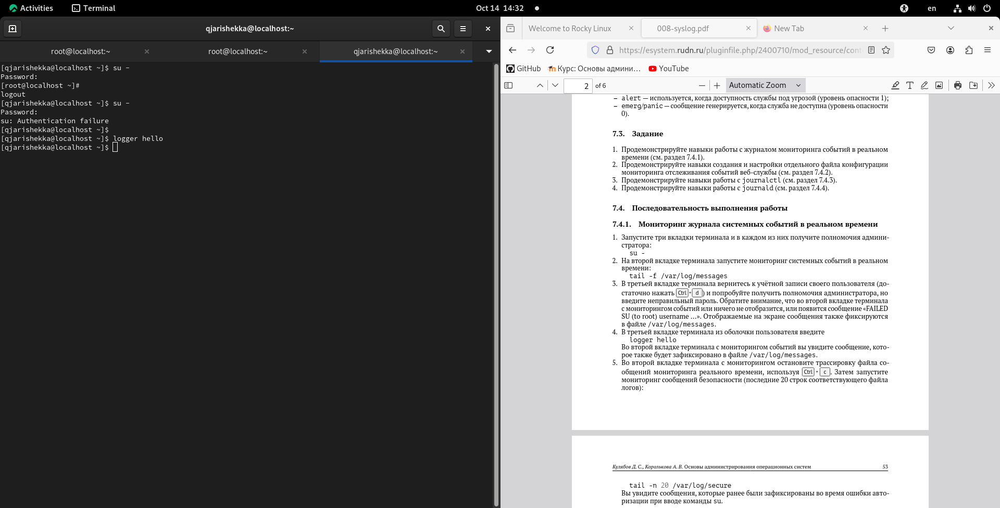 Activities
Terminal
Oct 14 14:32
en
qjarishekka@localhost:~
root@localhost:~
root@localhost:~
qjarishekka@localhost:~
[qjarishekka@localhost ~]$ su -
Password:
[root@localhost ~]#
logout
[qjarishekka@localhost ~]$ su -
Password:
su: Authentication failure
[qjarishekka@localhost ~]$
[qjarishekka@localhost ~]$ logger hello
[qjarishekka@localhost ~]$
Welcome to Rocky Linux
008-syslog.pdf
New Tab
https://esystem.rudn.ru/pluginfile.php/2400710/mod_resource/cont
GitHub
Курс: Основы админи…
YouTube
2 of 6
Automatic Zoom
– alert — используется, когда доступность службы под угрозой (уровень опасности 1);
– emerg/panic — сообщение генерируется, когда служба не доступна (уровень опасности
0).
7.3. Задание
1. Продемонстрируйте навыки работы с журналом мониторинга событий в реальном
времени (см. раздел 7.4.1).
2. Продемонстрируйте навыки создания и настройки отдельного файла конфигурации
мониторинга отслеживания событий веб-службы (см. раздел 7.4.2).
3. Продемонстрируйте навыки работы с journalctl (см. раздел 7.4.3).
4. Продемонстрируйте навыки работы с journald (см. раздел 7.4.4).
7.4. Последовательность выполнения работы
7.4.1. Мониторинг журнала системных событий в реальном времени
1. Запустите три вкладки терминала и в каждом из них получите полномочия админи-
стратора:
su -
2. На второй вкладке терминала запустите мониторинг системных событий в реальном
времени:
tail -f /var/log/messages
3. В третьей вкладке терминала вернитесь к учётной записи своего пользователя (до-
статочно нажать Ctrl + d ) и попробуйте получить полномочия администратора, но
введите неправильный пароль. Обратите внимание, что во второй вкладке терминала
с мониторингом событий или ничего не отобразится, или появится сообщение «FAILED
SU (to root) username …». Отображаемые на экране сообщения также фиксируются
в файле /var/log/messages.
4. В третьей вкладке терминала из оболочки пользователя введите
logger hello
Во второй вкладке терминала с мониторингом событий вы увидите сообщение, кото-
рое также будет зафиксировано в файле /var/log/messages.
5. Во второй вкладке терминала с мониторингом остановите трассировку файла со-
общений мониторинга реального времени, используя Ctrl + c . Затем запустите
мониторинг сообщений безопасности (последние 20 строк соответствующего файла
логов):
Кулябов Д. С., Королькова А. В. Основы администрирования операционных систем 53
tail -n 20 /var/log/secure
Вы увидите сообщения, которые ранее были зафиксированы во время ошибки авто-
ризации при вводе команды su.